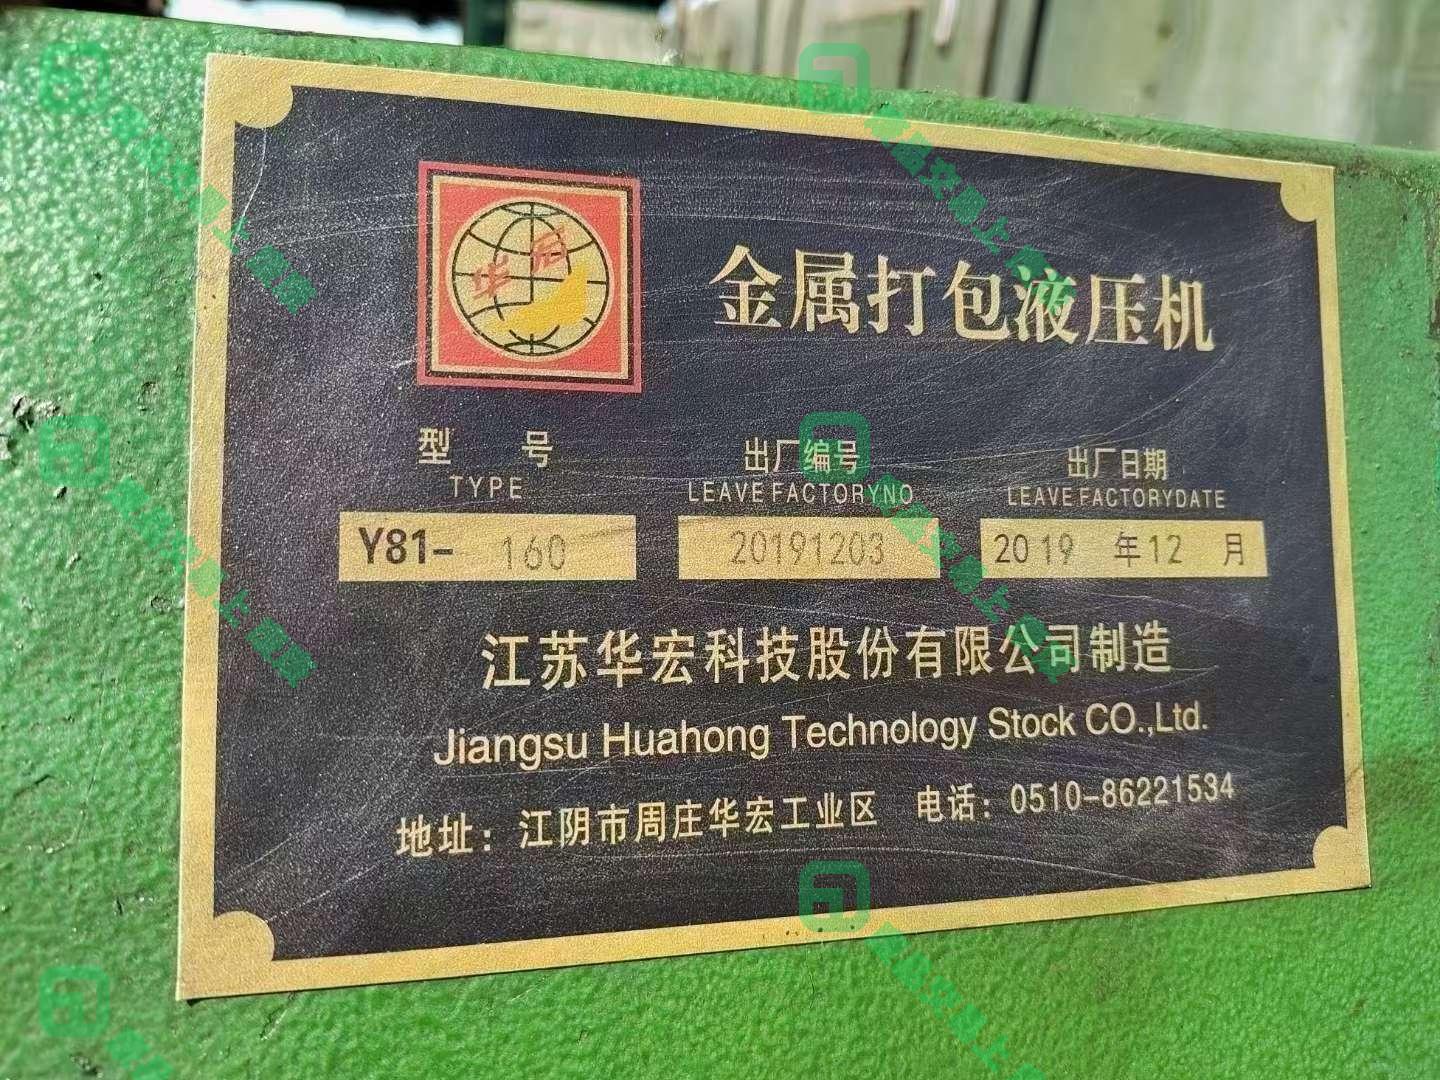 华宏
金属打包液压机
型号 出厂编号 出厂日期
TYPE LEAVE FACTORYNO LEAVE FACTORYDATE
Y81- 160 20191203 2019 年12 月
江苏华宏科技股份有限公司制造
Jiangsu Huahong Technology Stock CO.,Ltd.
地址：江阴市周庄华宏工业区 电话：0510-86221534